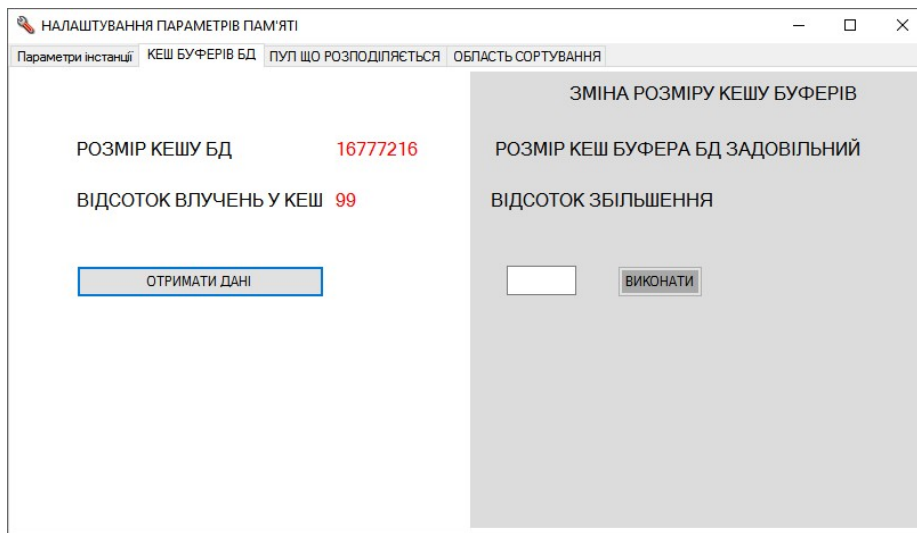 НАЛАШТУВАННЯ ПАРАМЕТРІВ ПАМ'ЯТІ
Параметри інстанції КЕШ БУФЕРІВ БД ПУЛ ЩО РОЗПОДІЛЯЄТЬСЯ ОБЛАСТЬ СОРТУВАННЯ
ЗМІНА РОЗМІРУ КЕШУ БУФЕРІВ
РОЗМІР КЕШУ БД 16777216 РОЗМІР КЕШ БУФЕРА БД ЗАДОВІЛЬНИЙ
ВІДСОТОК ВЛУЧЕНЬ У КЕШ 99 ВІДСОТОК ЗБІЛЬШЕННЯ
ОТРИМАТИ ДАНІ ВИКОНАТИ